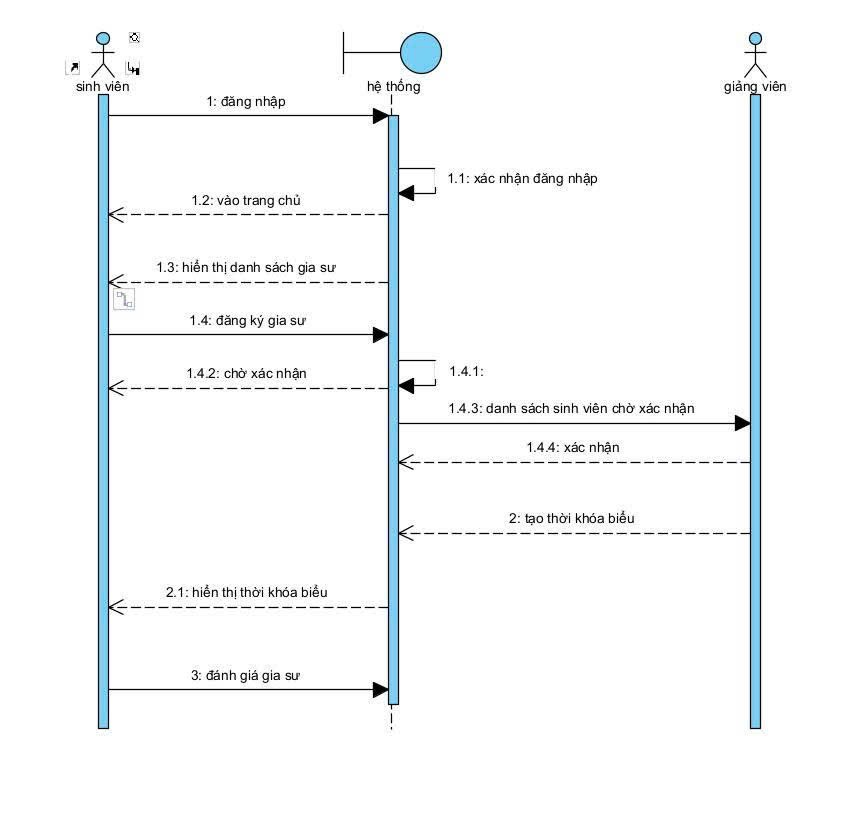 sinh viên
hệ thống
giảng viên
1: đăng nhập
1.1: xác nhận đăng nhập
1.2: vào trang chủ
1.3: hiển thị danh sách gia sư
1.4: đăng ký gia sư
1.4.1:
1.4.2: chờ xác nhận
1.4.3: danh sách sinh viên chờ xác nhận
1.4.4: xác nhận
2: tạo thời khóa biểu
2.1: hiển thị thời khóa biểu
3: đánh giá gia sư